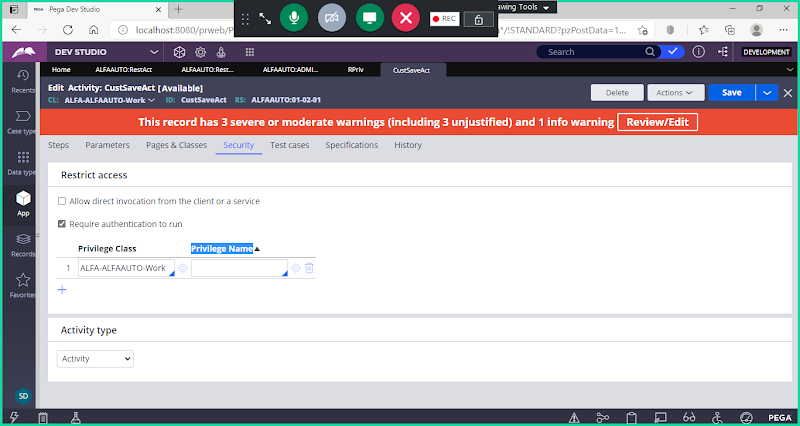 PEGA Pega Dev Studio
REC
awing Tools
localhost:8080/prweb/P
*/!STANDARD?pzPostData=1...
DEV STUDIO
Search
DEVELOPMENT
Home
ALFAAUTO:RestAct
ALFAAUTO:Rest...
ALFAAUTO:ADMI...
RPriv
CustSaveAct
Recents
Case type
Data type
App
Records
Favorite
SD
Edit Activity: CustSaveAct [Available]
CL: ALFA-ALFAAUTO-Work ID: CustSaveAct RS: ALFAAUTO:01-02-01
Delete
Actions
Save
This record has 3 severe or moderate warnings (including 3 unjustified) and 1 info warning Review/Edit
Steps Parameters Pages & Classes Security Test cases Specifications History
Restrict access
Allow direct invocation from the client or a service
Require authentication to run
Privilege Class Privilege Name
1 ALFA-ALFAAUTO-Work
Activity type
Activity
PEGA